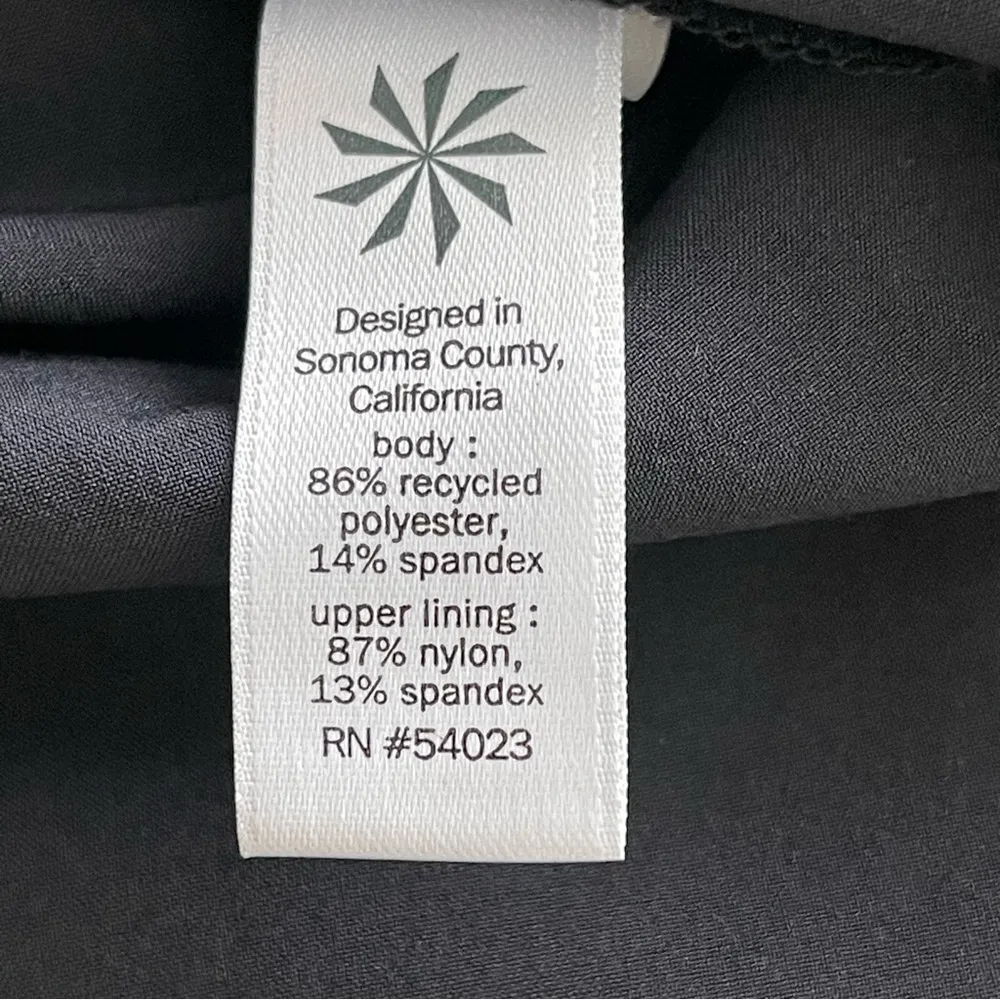 Designed in
Sonoma County,
California
body :
86% recycled
polyester,
14% spandex
upper lining :
87% nylon,
13% spandex
RN #54023